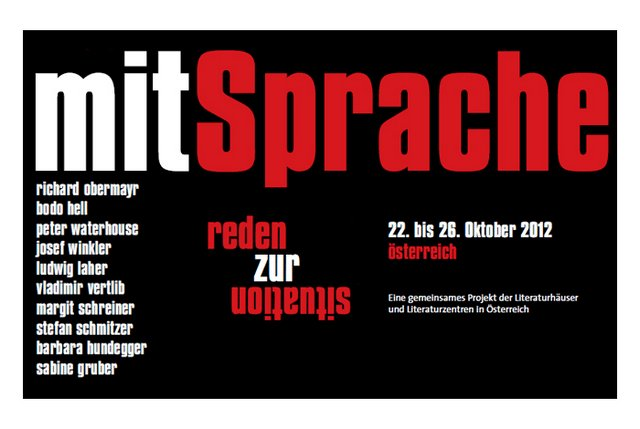 mitSprache
richard obermayr
bodo hell
peter waterhouse
josef winkler
ludwig laher
vladimir vertlib
margit schreiner
stefan schmitzer
barbara hundegger
sabine gruber
reden
zur
situation
22. bis 26. Oktober 2012
österreich
Eine gemeinsames Projekt der Literaturhäuser
und Literaturzentren in Österreich